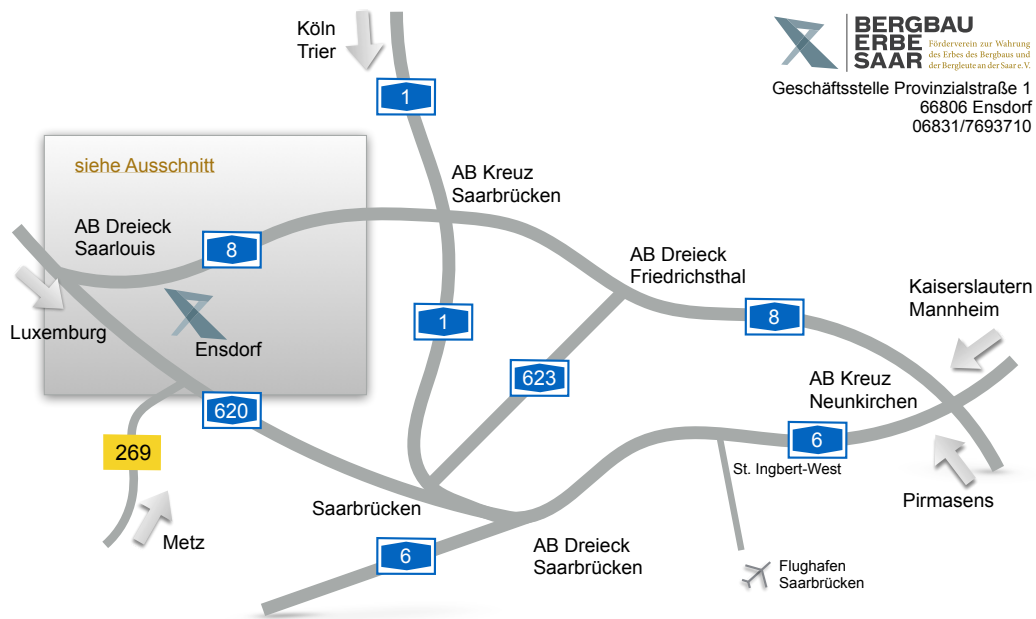 Köln
Trier
1
BERGBAU
ERBE
SAAR
Förderverein zur Wahrung
des Erbes des Bergbaus und
der Bergleute an der Saar e.V.
Geschäftsstelle Provinzialstraße 1
66806 Ensdorf
06831/7693710
siehe Ausschnitt
AB Kreuz
Saarbrücken
AB Dreieck
Saarlouis
8
AB Dreieck
Friedrichsthal
Kaiserslautern
Mannheim
Luxemburg
Ensdorf
1
8
623
AB Kreuz
Neunkirchen
620
6
269
St. Ingbert-West
Pirmasens
Saarbrücken
Metz
6
AB Dreieck
Saarbrücken
Flughafen
Saarbrücken